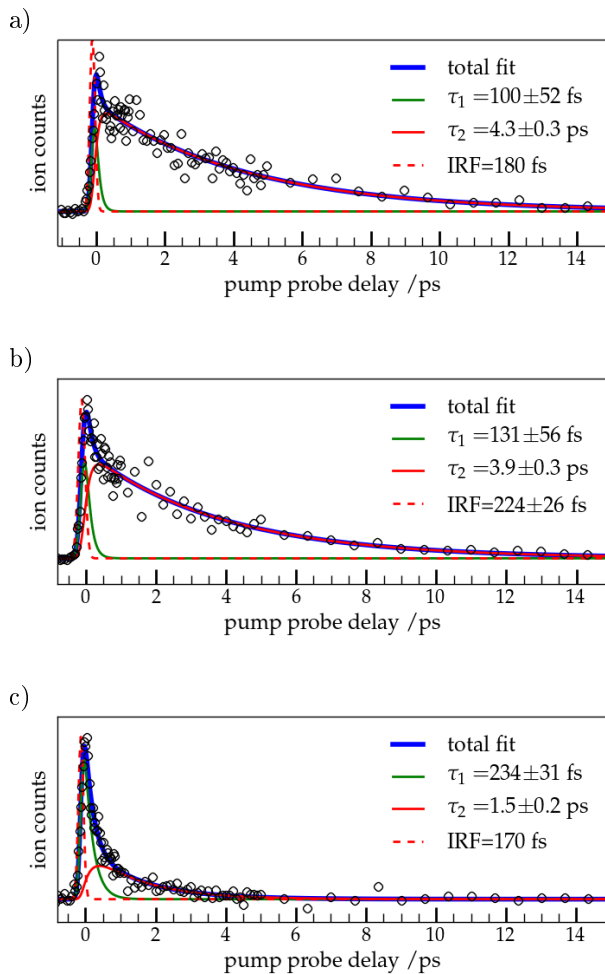 a)
total fit
τ1 =100±52 fs
τ2 =4.3±0.3 ps
IRF=180 fs
ion counts
0 2 4 6 8 10 12 14
pump probe delay /ps
b)
total fit
τ1 =131±56 fs
τ2 =3.9±0.3 ps
IRF=224±26 fs
ion counts
0 2 4 6 8 10 12 14
pump probe delay /ps
c)
total fit
τ1 =234±31 fs
τ2 =1.5±0.2 ps
IRF=170 fs
ion counts
0 2 4 6 8 10 12 14
pump probe delay /ps